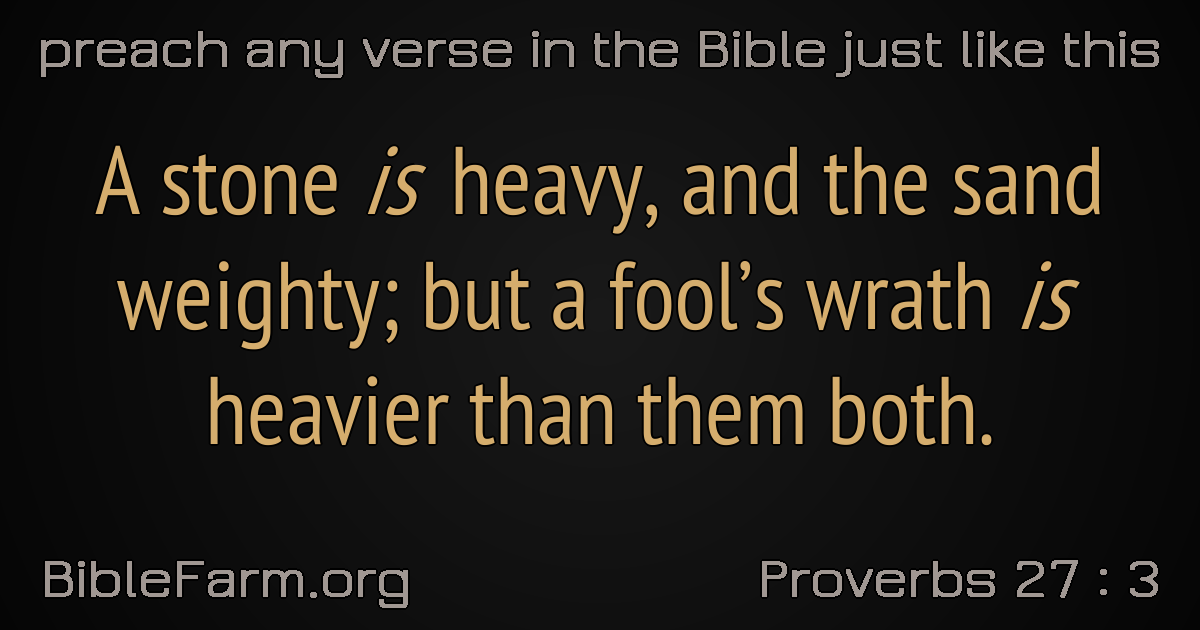 preach any verse in the Bible just like this
A stone is heavy, and the sand
weighty; but a fool’s wrath is
heavier than them both.
BibleFarm.org
Proverbs 27 : 3